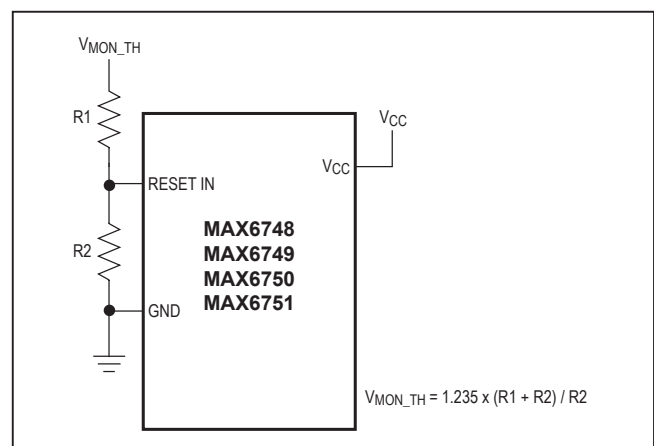 VMON_TH
R1
VCC
VCC
RESET IN
R2
MAX6748
MAX6749
MAX6750
MAX6751
GND
VMON_TH = 1.235 x (R1 + R2) / R2